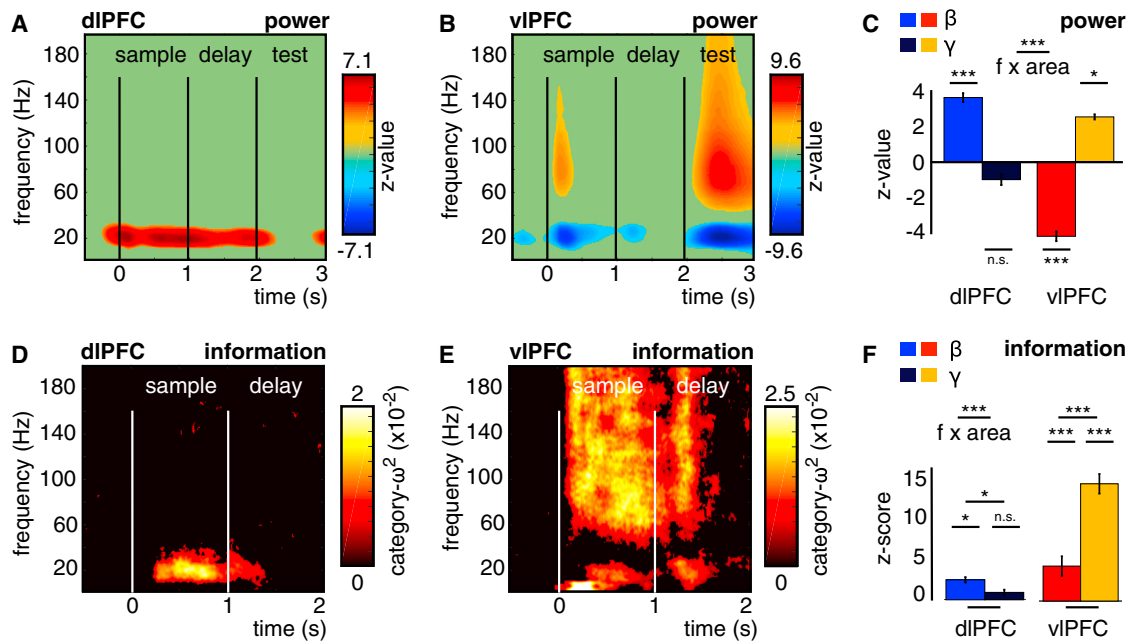 A dlPFC power
sample delay test
frequency (Hz)
180
140
100
60
20
0 1 2 3
time (s)
7.1
z-value
-7.1
B vlPFC power
sample delay test
frequency (Hz)
180
140
100
60
20
0 1 2 3
time (s)
9.6
z-value
-9.6
C β power
γ
***
f x area
*** *
z-value
4
2
0
-2
-4
n.s. ***
dlPFC vlPFC
D dlPFC information
sample delay
frequency (Hz)
180
140
100
60
20
0 1 2
time (s)
2
category-ω² (x10⁻²)
0
E vlPFC information
sample delay
frequency (Hz)
180
140
100
60
20
0 1 2
time (s)
2.5
category-ω² (x10⁻²)
0
F β information
γ
*** ***
f x area *** ***
*
* n.s.
z-score
15
10
5
0
dlPFC vlPFC